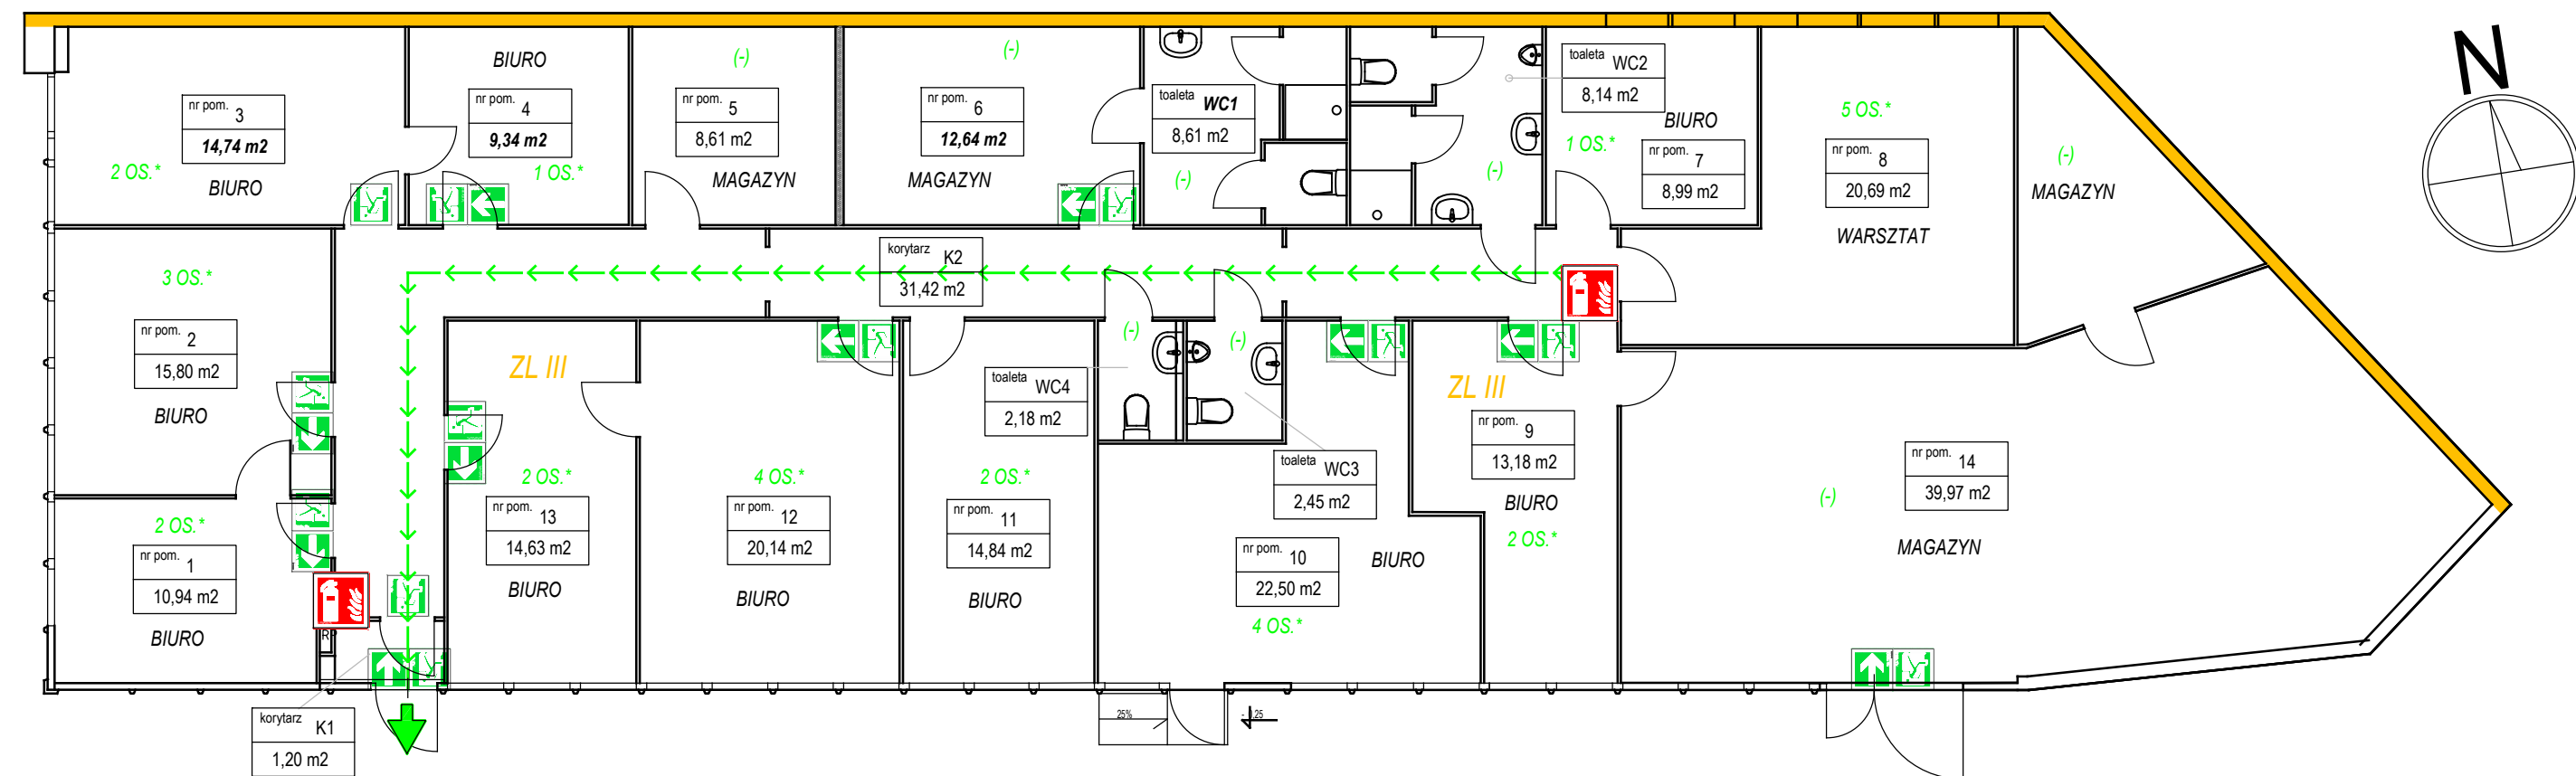 nr pom. 3
14,74 m2
2 OS.*
BIURO
BIURO
nr pom. 4
9,34 m2
1 OS.*
(-)
nr pom. 5
8,61 m2
MAGAZYN
(-)
nr pom. 6
12,64 m2
MAGAZYN
toaleta WC1
8,61 m2
(-)
toaleta WC2
8,14 m2
(-)
1 OS.*
BIURO
nr pom. 7
8,99 m2
5 OS.*
nr pom. 8
20,69 m2
WARSZTAT
(-)
MAGAZYN
N
korytarz K2
31,42 m2
3 OS.*
nr pom. 2
15,80 m2
BIURO
2 OS.*
nr pom. 1
10,94 m2
BIURO
ZL III
2 OS.*
nr pom. 13
14,63 m2
BIURO
4 OS.*
nr pom. 12
20,14 m2
BIURO
2 OS.*
nr pom. 11
14,84 m2
BIURO
(-)
(-)
toaleta WC4
2,18 m2
toaleta WC3
2,45 m2
nr pom. 10
22,50 m2
BIURO
4 OS.*
ZL III
nr pom. 9
13,18 m2
BIURO
2 OS.*
(-)
nr pom. 14
39,97 m2
MAGAZYN
korytarz K1
1,20 m2
25%